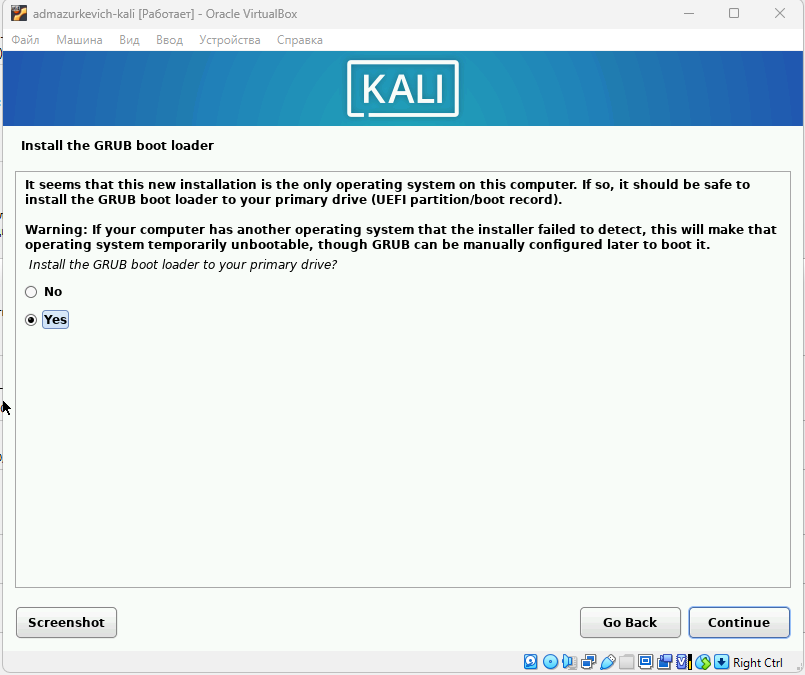 admazurkevich-kali [Работает] - Oracle VirtualBox
Файл Машина Вид Ввод Устройства Справка
KALI
Install the GRUB boot loader
It seems that this new installation is the only operating system on this computer. If so, it should be safe to
install the GRUB boot loader to your primary drive (UEFI partition/boot record).
Warning: If your computer has another operating system that the installer failed to detect, this will make that
operating system temporarily unbootable, though GRUB can be manually configured later to boot it.
Install the GRUB boot loader to your primary drive?
No
Yes
Screenshot Go Back Continue
Right Ctrl